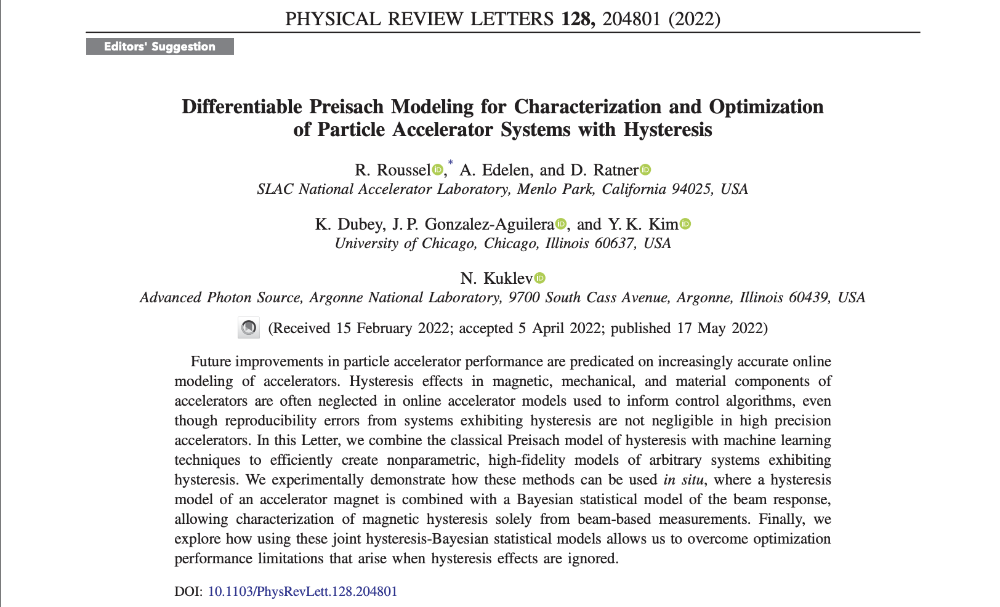 PHYSICAL REVIEW LETTERS 128, 204801 (2022)
Editors' Suggestion
Differentiable Preisach Modeling for Characterization and Optimization
of Particle Accelerator Systems with Hysteresis
R. Roussel iD,* A. Edelen, and D. Ratner iD
SLAC National Accelerator Laboratory, Menlo Park, California 94025, USA
K. Dubey, J. P. Gonzalez-Aguilera iD, and Y. K. Kim iD
University of Chicago, Chicago, Illinois 60637, USA
N. Kuklev iD
Advanced Photon Source, Argonne National Laboratory, 9700 South Cass Avenue, Argonne, Illinois 60439, USA
(Received 15 February 2022; accepted 5 April 2022; published 17 May 2022)
Future improvements in particle accelerator performance are predicated on increasingly accurate online
modeling of accelerators. Hysteresis effects in magnetic, mechanical, and material components of
accelerators are often neglected in online accelerator models used to inform control algorithms, even
though reproducibility errors from systems exhibiting hysteresis are not negligible in high precision
accelerators. In this Letter, we combine the classical Preisach model of hysteresis with machine learning
techniques to efficiently create nonparametric, high-fidelity models of arbitrary systems exhibiting
hysteresis. We experimentally demonstrate how these methods can be used in situ, where a hysteresis
model of an accelerator magnet is combined with a Bayesian statistical model of the beam response,
allowing characterization of magnetic hysteresis solely from beam-based measurements. Finally, we
explore how using these joint hysteresis-Bayesian statistical models allows us to overcome optimization
performance limitations that arise when hysteresis effects are ignored.
DOI: 10.1103/PhysRevLett.128.204801